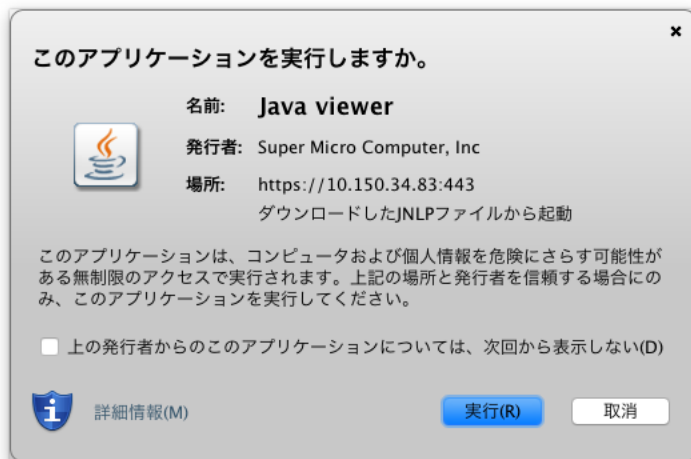 このアプリケーションを実行しますか。
名前: Java viewer
発行者: Super Micro Computer, Inc
場所: https://10.150.34.83:443
ダウンロードしたJNLPファイルから起動
このアプリケーションは、コンピュータおよび個人情報を危険にさらす可能性が
ある無制限のアクセスで実行されます。上記の場所と発行者を信頼する場合にの
み、このアプリケーションを実行してください。
上の発行者からのこのアプリケーションについては、次回から表示しない(D)
詳細情報(M) 実行(R) 取消